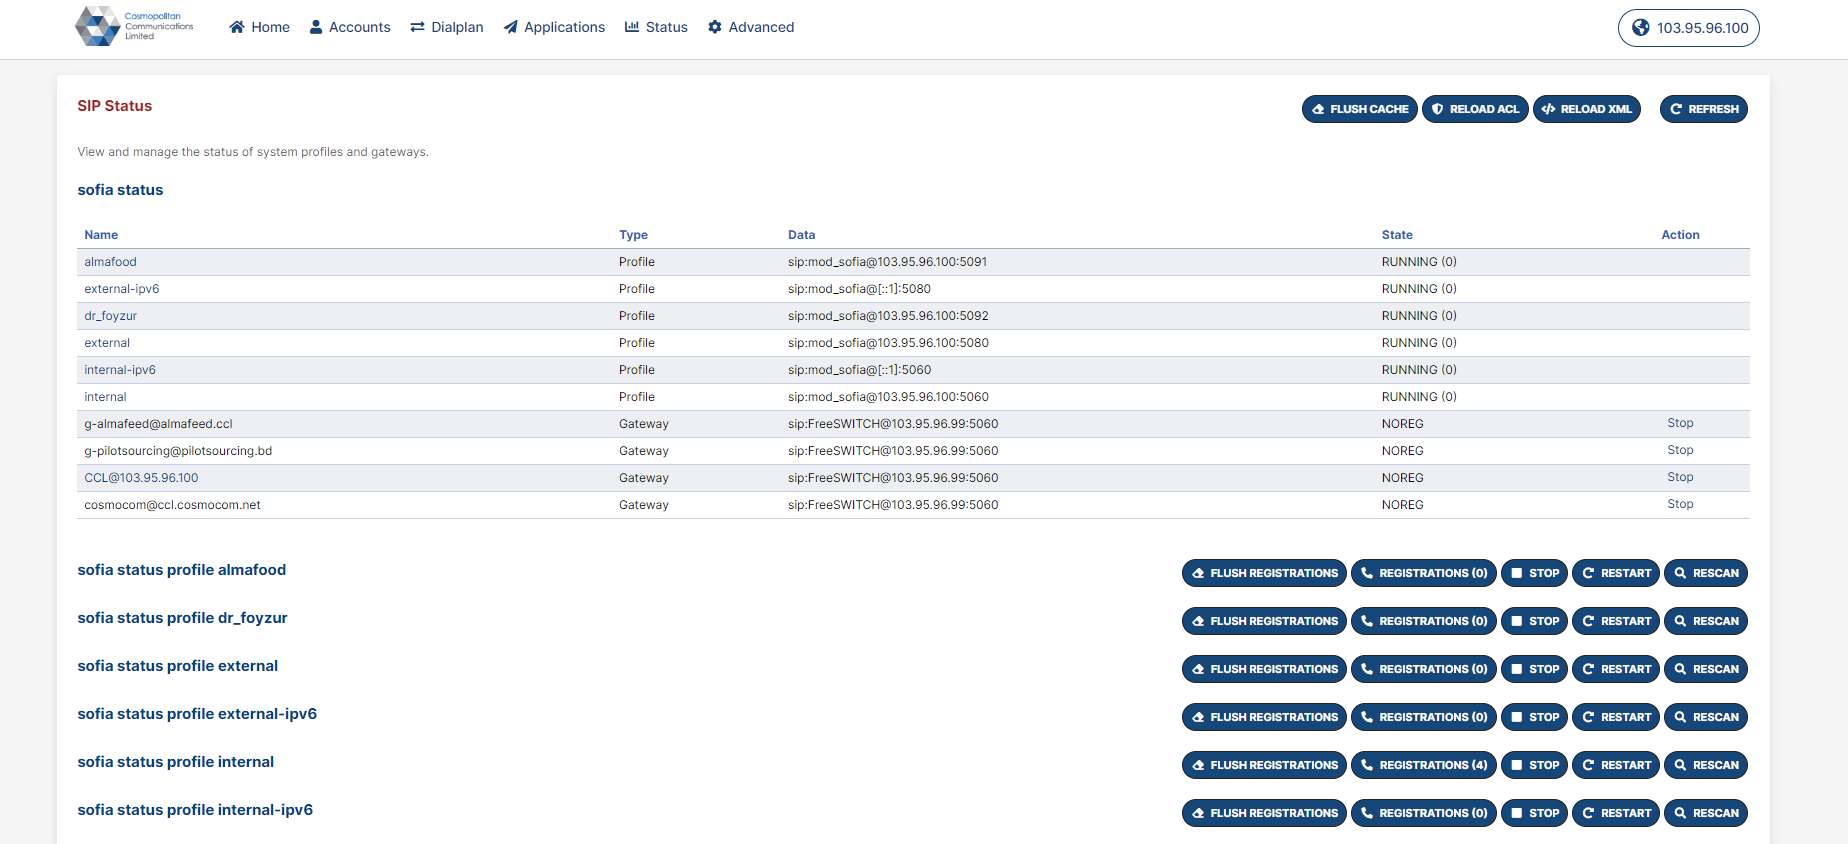 Cosmopolitan
Communications
Limited
Home Accounts Dialplan Applications Status Advanced
103.95.96.100
SIP Status
FLUSH CACHE RELOAD ACL RELOAD XML REFRESH
View and manage the status of system profiles and gateways.
sofia status
Name Type Data State Action
almafood Profile sip:mod_sofia@103.95.96.100:5091 RUNNING (0)
external-ipv6 Profile sip:mod_sofia@[::1]:5080 RUNNING (0)
dr_foyzur Profile sip:mod_sofia@103.95.96.100:5092 RUNNING (0)
external Profile sip:mod_sofia@103.95.96.100:5080 RUNNING (0)
internal-ipv6 Profile sip:mod_sofia@[::1]:5060 RUNNING (0)
internal Profile sip:mod_sofia@103.95.96.100:5060 RUNNING (0)
g-almafeed@almafeed.ccl Gateway sip:FreeSWITCH@103.95.96.99:5060 NOREG Stop
g-pilotsourcing@pilotsourcing.bd Gateway sip:FreeSWITCH@103.95.96.99:5060 NOREG Stop
CCL@103.95.96.100 Gateway sip:FreeSWITCH@103.95.96.99:5060 NOREG Stop
cosmocom@ccl.cosmocom.net Gateway sip:FreeSWITCH@103.95.96.99:5060 NOREG Stop
sofia status profile almafood FLUSH REGISTRATIONS REGISTRATIONS (0) STOP RESTART RESCAN
sofia status profile dr_foyzur FLUSH REGISTRATIONS REGISTRATIONS (0) STOP RESTART RESCAN
sofia status profile external FLUSH REGISTRATIONS REGISTRATIONS (0) STOP RESTART RESCAN
sofia status profile external-ipv6 FLUSH REGISTRATIONS REGISTRATIONS (0) STOP RESTART RESCAN
sofia status profile internal FLUSH REGISTRATIONS REGISTRATIONS (4) STOP RESTART RESCAN
sofia status profile internal-ipv6 FLUSH REGISTRATIONS REGISTRATIONS (0) STOP RESTART RESCAN